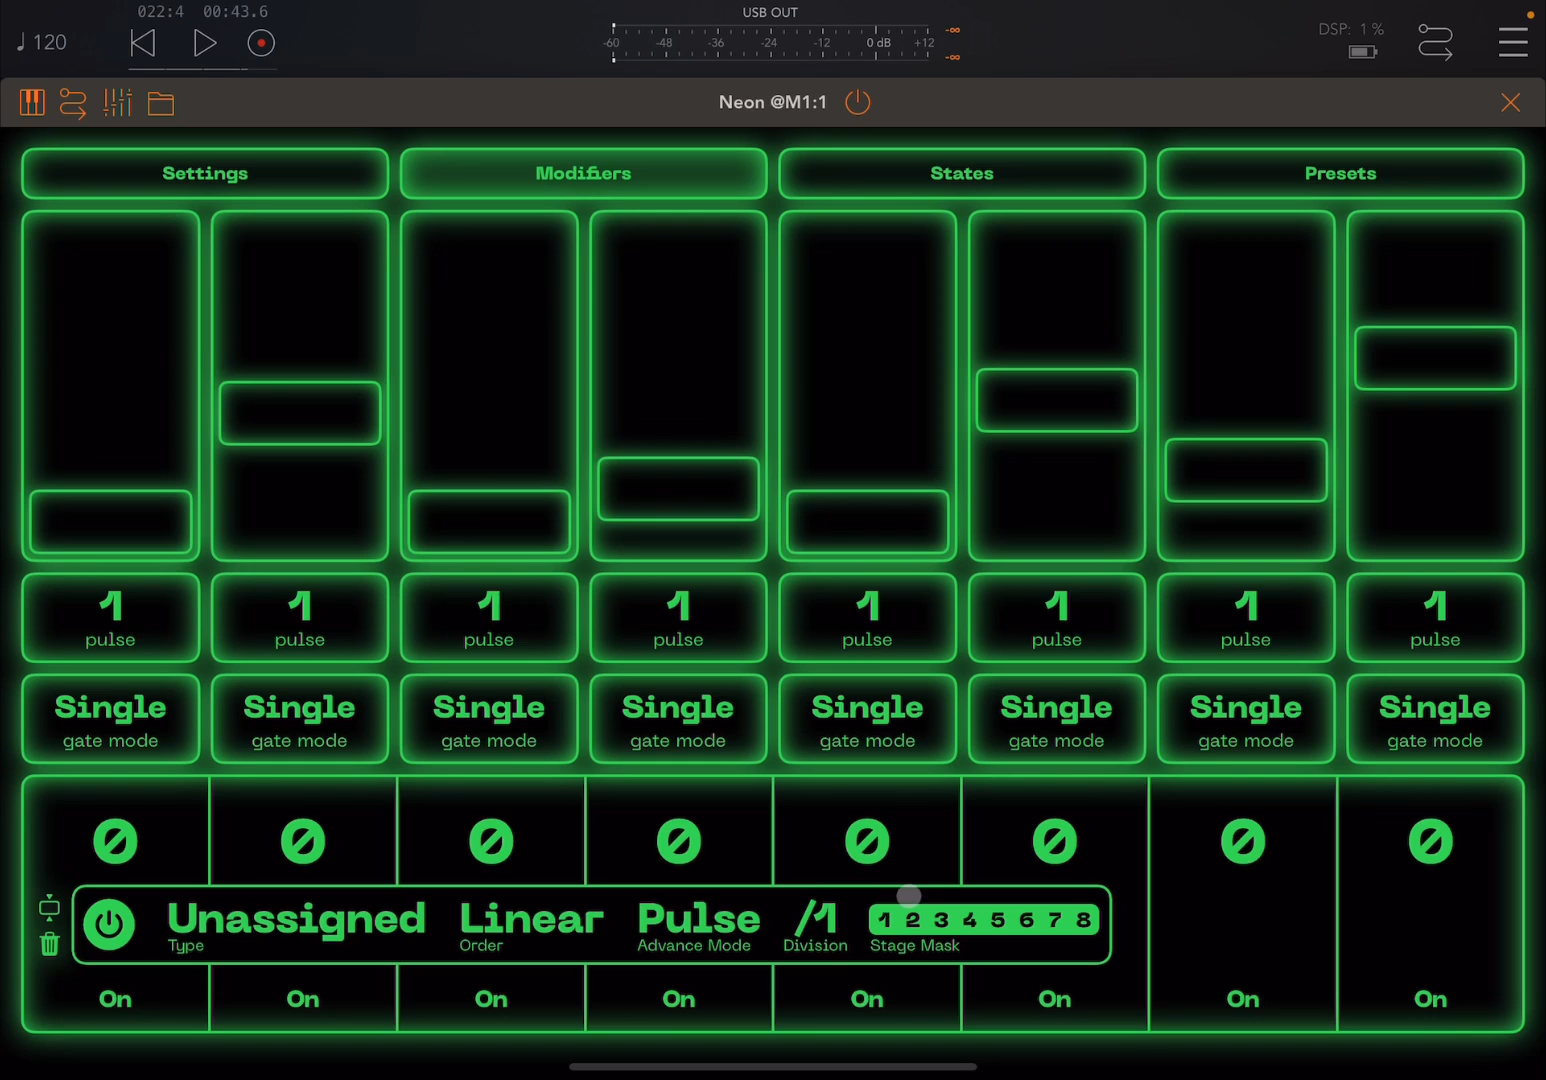 022:4 00:43.6
120
USB OUT
-60 -48 -36 -24 -12 0 dB +12
-∞
-∞
DSP: 1 %
Neon @M1:1
Settings Modifiers States Presets
1 1 1 1 1 1 1 1
pulse pulse pulse pulse pulse pulse pulse pulse
Single Single Single Single Single Single Single Single
gate mode gate mode gate mode gate mode gate mode gate mode gate mode gate mode
0 0 0 0 0 0 0 0
Unassigned Linear Pulse /1 1 2 3 4 5 6 7 8
Type Order Advance Mode Division Stage Mask
On On On On On On On On